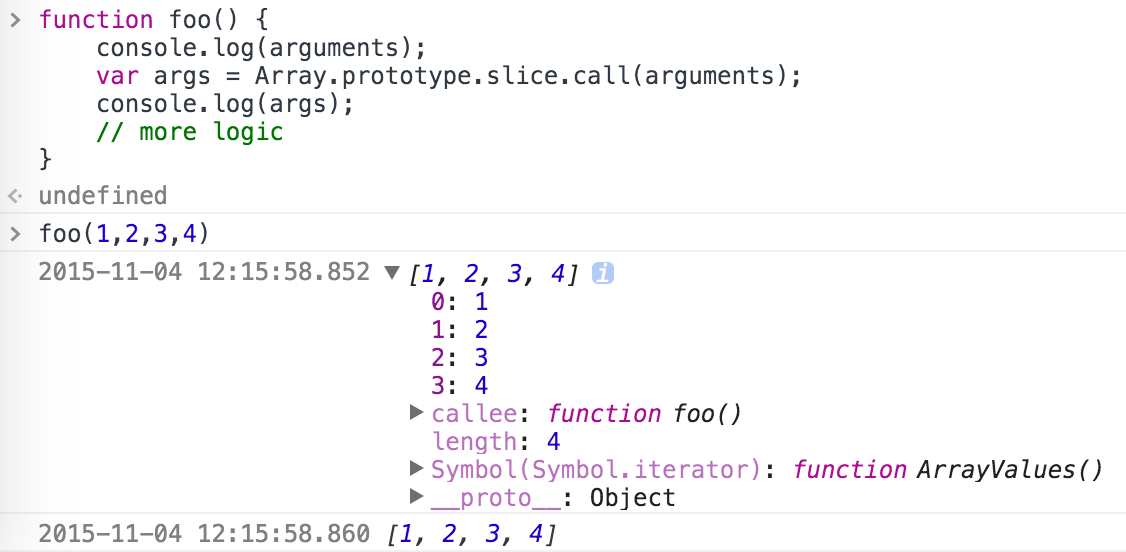 > function foo() {
console.log(arguments);
var args = Array.prototype.slice.call(arguments);
console.log(args);
// more logic
}
undefined
> foo(1,2,3,4)
2015-11-04 12:15:58.852 ▼ [1, 2, 3, 4] i
0: 1
1: 2
2: 3
3: 4
▶ callee: function foo()
length: 4
▶ Symbol(Symbol.iterator): function ArrayValues()
▶ __proto__: Object
2015-11-04 12:15:58.860 [1, 2, 3, 4]